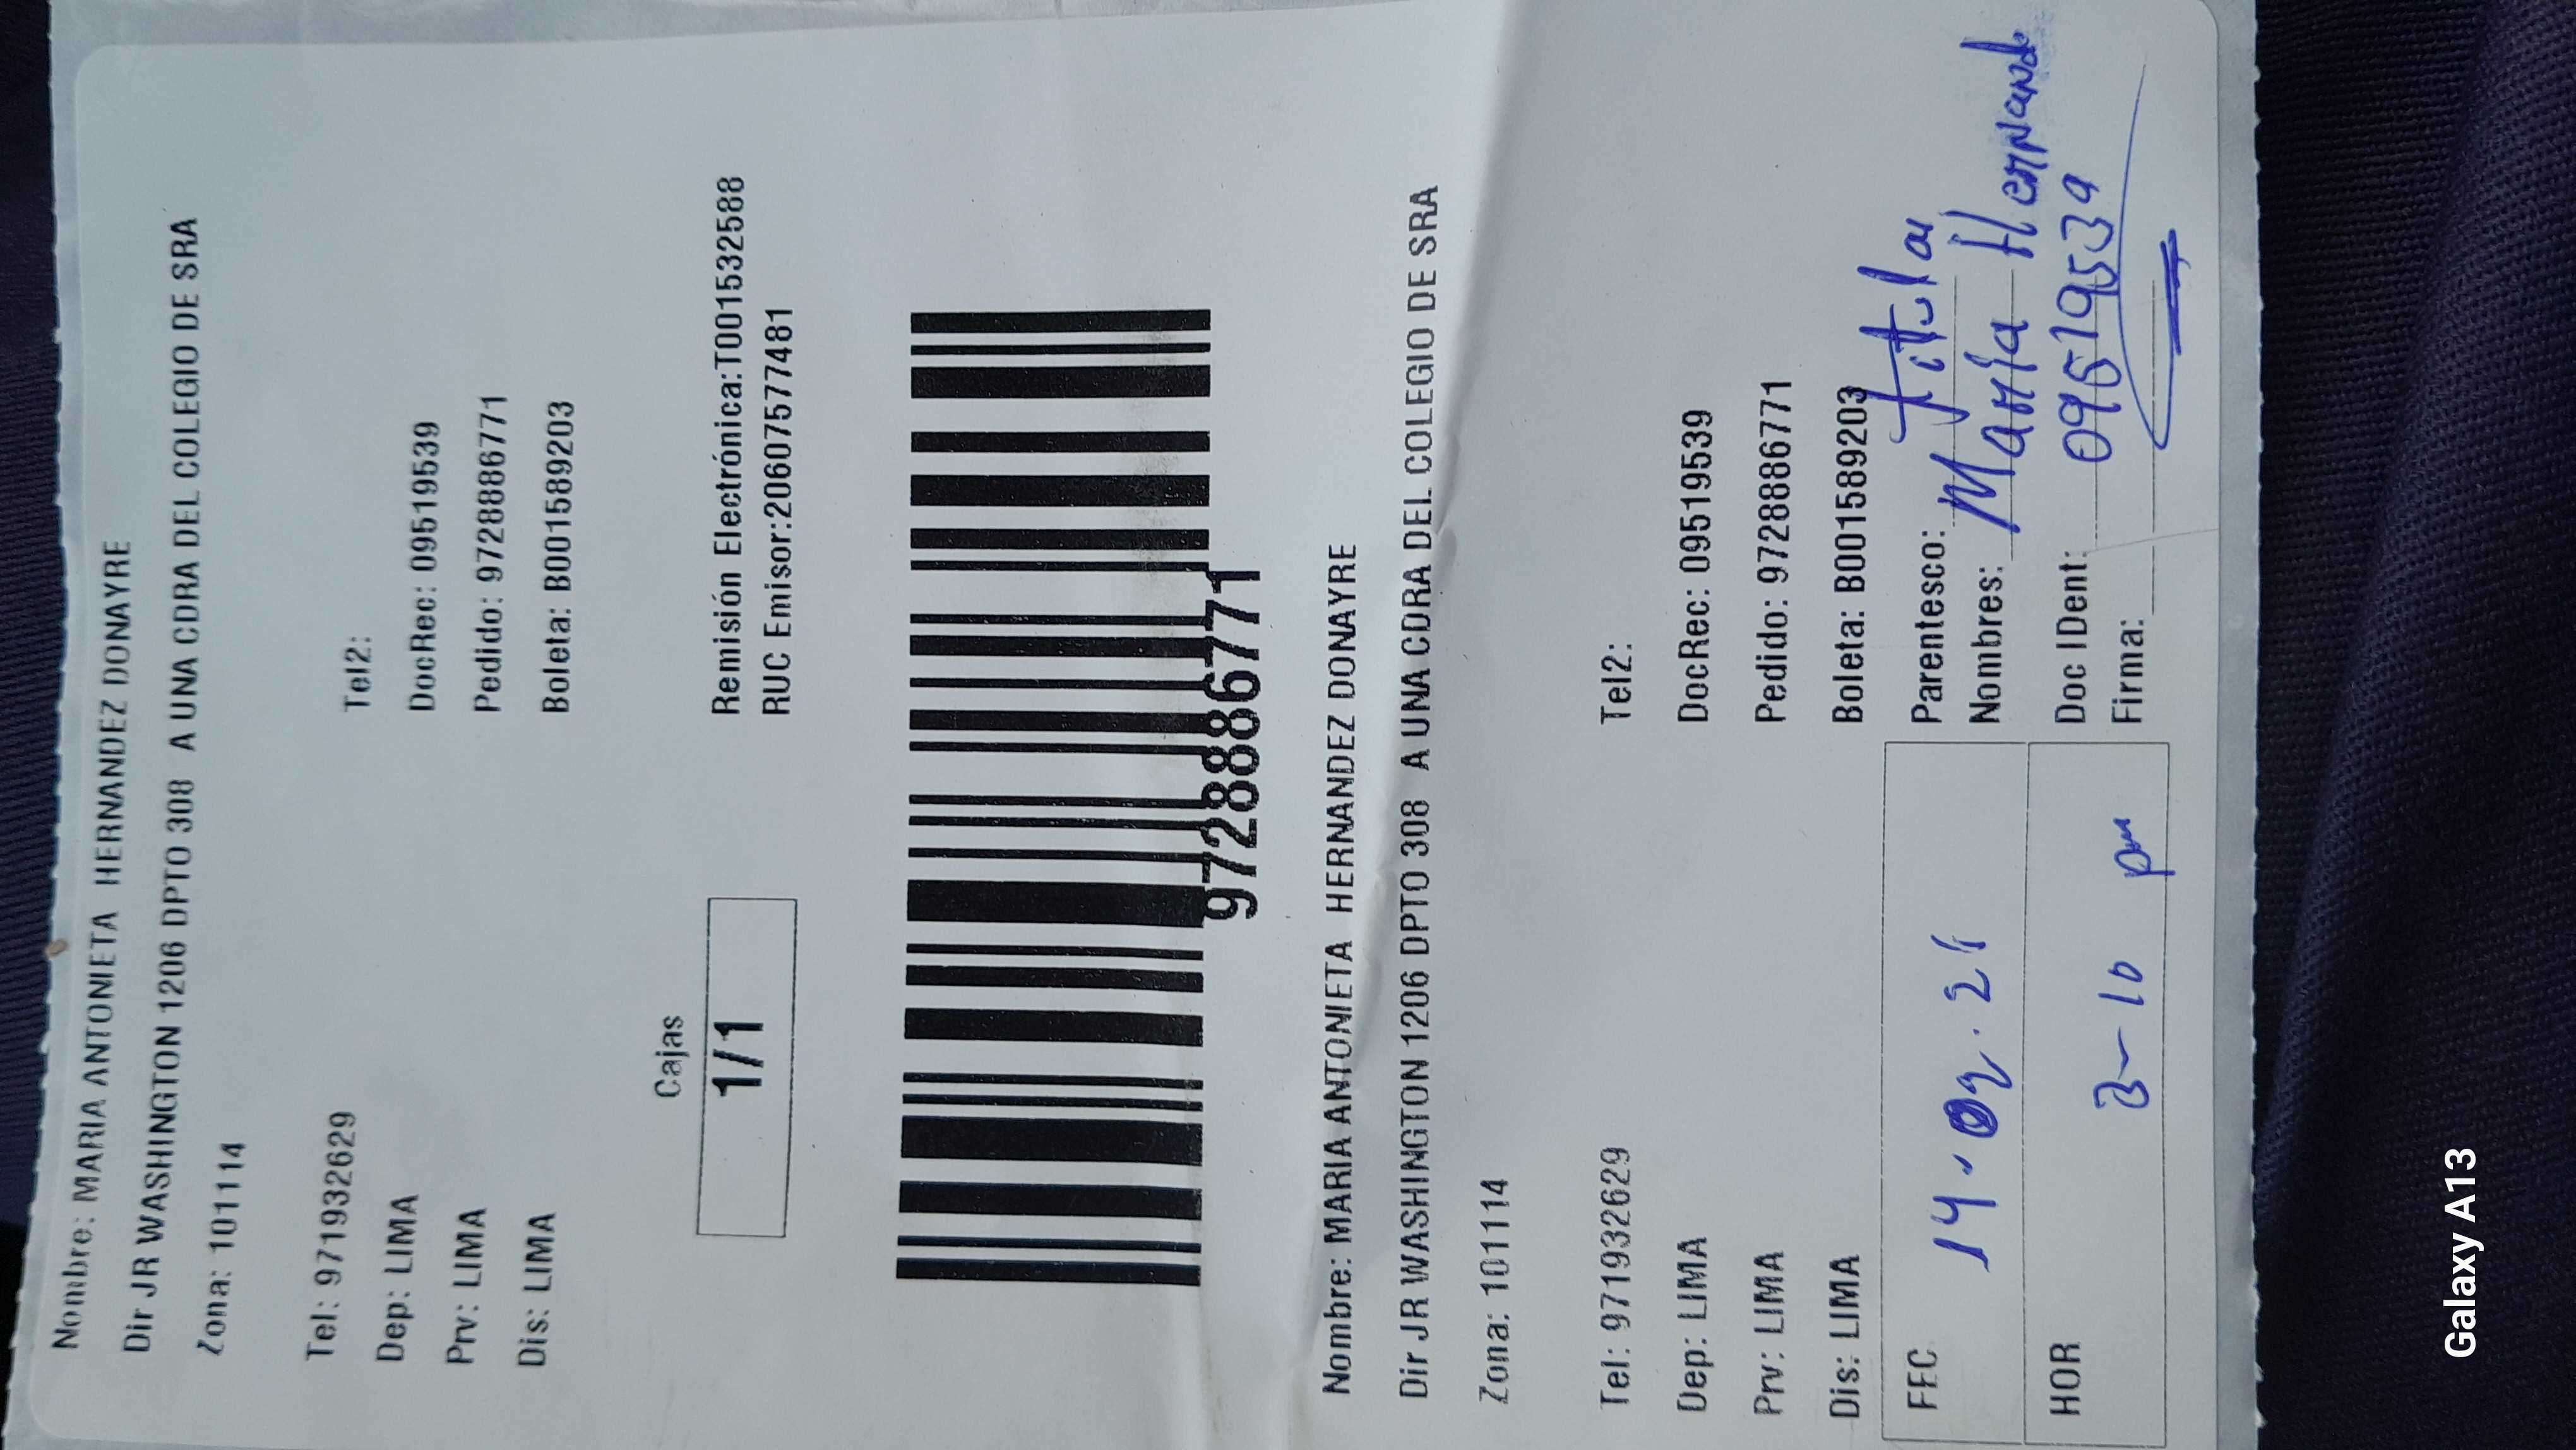 Nombre: MARIA ANTONIETA HERNANDEZ DONAYRE
Dir JR WASHINGTON 1206 DPTO 308 A UNA CDRA DEL COLEGIO DE SRA
Zona: 101114
Tel: 971932629 Tel2:
Dep: LIMA DocRec: 09519539
Prv: LIMA Pedido: 9728886771
Dis: LIMA Boleta: B001589203
Cajas
1/1
Remisión Electrónica:T001532588
RUC Emisor:20607577481
9728886771
Nombre: MARIA ANTONIETA HERNANDEZ DONAYRE
Dir JR WASHINGTON 1206 DPTO 308 A UNA CDRA DEL COLEGIO DE SRA
Zona: 101114
Tel: 971932629 Tel2:
Dep: LIMA DocRec: 09519539
Prv: LIMA Pedido: 9728886771
Dis: LIMA Boleta: B001589203
FEC Parentesco: titular
Nombres: María
HOR 3-10 pm Doc IDent: 09519539
Firma:
Galaxy A13